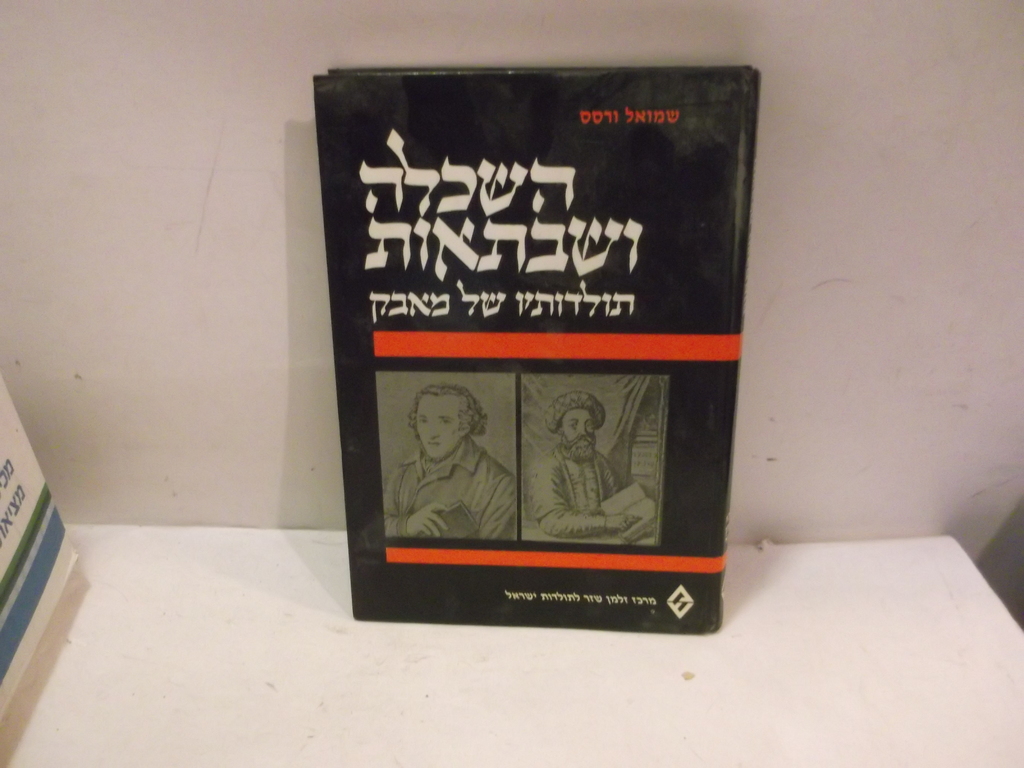 שמואל ורסס
השכלה
ושבתאות
תולדותיו של מאבק
מרכז זלמן שזר לתולדות ישראל